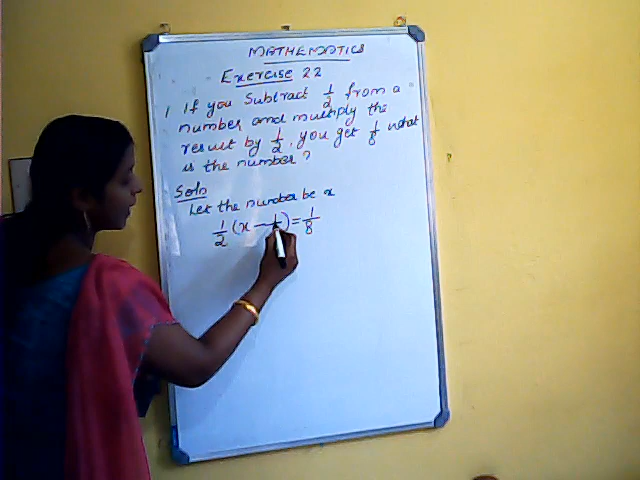 MATHEMATICS
Exercise 22
1 If you Subtract 1/2 from a
number and multiply the
result by 1/2, you get 1/8 what
is the number?
Soln
Let the number be x
1/2 (x - 1 ) = 1/8